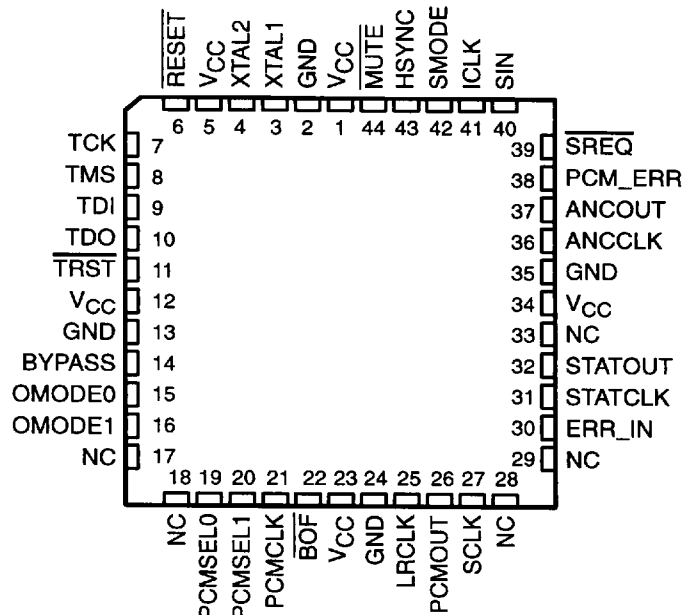 RESET
VCC
XTAL2
XTAL1
GND
VCC
MUTE
HSYNC
SMODE
ICLK
SIN
6 5 4 3 2 1 44 43 42 41 40
TCK 7
TMS 8
TDI 9
TDO 10
TRST 11
VCC 12
GND 13
BYPASS 14
OMODE0 15
OMODE1 16
NC 17
39 SREQ
38 PCM_ERR
37 ANCOUT
36 ANCCLK
35 GND
34 VCC
33 NC
32 STATOUT
31 STATCLK
30 ERR_IN
29 NC
18 19 20 21 22 23 24 25 26 27 28
NC
PCMSEL0
PCMSEL1
PCMCLK
BOF
VCC
GND
LRCLK
PCMOUT
SCLK
NC